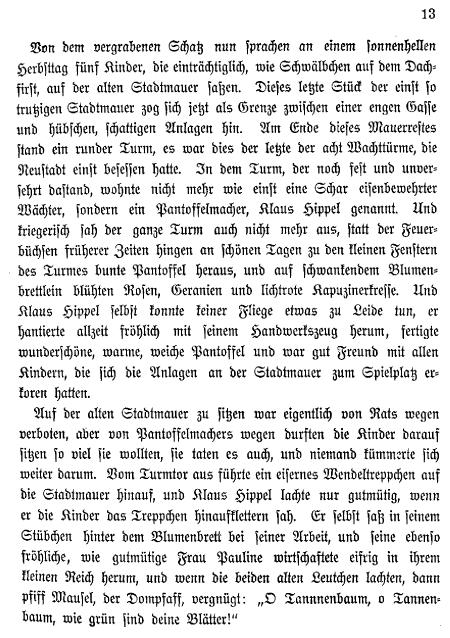 13
Von dem vergrabenen Schatz nun sprachen an einem sonnenhellen
Herbsttag fünf Kinder, die einträchtiglich, wie Schwälbchen auf dem Dach-
first, auf der alten Stadtmauer saßen. Dieses letzte Stück der einst so
trutzigen Stadtmauer zog sich jetzt als Grenze zwischen einer engen Gasse
und hübschen, schattigen Anlagen hin. Am Ende dieses Mauerrestes
stand ein runder Turm, es war dies der letzte der acht Wachttürme, die
Neustadt einst besessen hatte. In dem Turm, der noch fest und unver-
sehrt dastand, wohnte nicht mehr wie einst eine Schar eisenbewehrter
Wächter, sondern ein Pantoffelmacher, Klaus Hippel genannt. Und
kriegerisch sah der ganze Turm auch nicht mehr aus, statt der Feuer-
büchsen früherer Zeiten hingen an schönen Tagen zu den kleinen Fenstern
des Turmes bunte Pantoffel heraus, und auf schwankendem Blumen-
brettlein blühten Rosen, Geranien und lichtrote Kapuzinerkresse. Und
Klaus Hippel selbst konnte keiner Fliege etwas zu Leide tun, er
hantierte allzeit fröhlich mit seinem Handwerkszeug herum, fertigte
wunderschöne, warme, weiche Pantoffel und war gut Freund mit allen
Kindern, die sich die Anlagen an der Stadtmauer zum Spielplatz er-
koren hatten.
Auf der alten Stadtmauer zu sitzen war eigentlich von Rats wegen
verboten, aber von Pantoffelmachers wegen durften die Kinder darauf
sitzen so viel sie wollten, sie taten es auch, und niemand kümmerte sich
weiter darum. Vom Turmtor aus führte ein eisernes Wendeltreppchen auf
die Stadtmauer hinauf, und Klaus Hippel lachte nur gutmütig, wenn
er die Kinder das Treppchen hinaufklettern sah. Er selbst saß in seinem
Stübchen hinter dem Blumenbrett bei seiner Arbeit, und seine ebenso
fröhliche, wie gutmütige Frau Pauline wirtschaftete eifrig in ihrem
kleinen Reich herum, und wenn die beiden alten Leutchen lachten, dann
pfiff Mausel, der Dompfaff, vergnügt: „O Tannnenbaum, o Tannen-
baum, wie grün sind deine Blätter!“